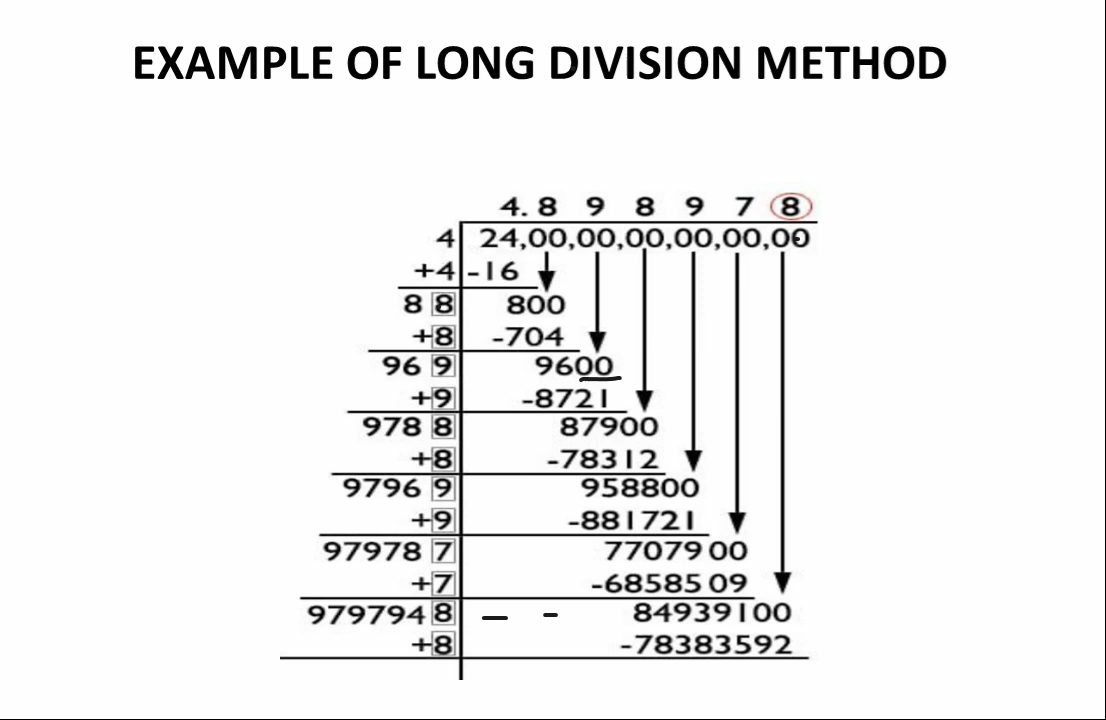 EXAMPLE OF LONG DIVISION METHOD
4. 8 9 8 9 7 8
4 24,00,00,00,00,00,00
+4 -16
8 8 800
+8 -704
96 9 9600
+9 -8721
978 8 87900
+8 -78312
9796 9 958800
+9 -881721
97978 7 7707900
+7 -6858509
979794 8 84939100
+8 -78383592